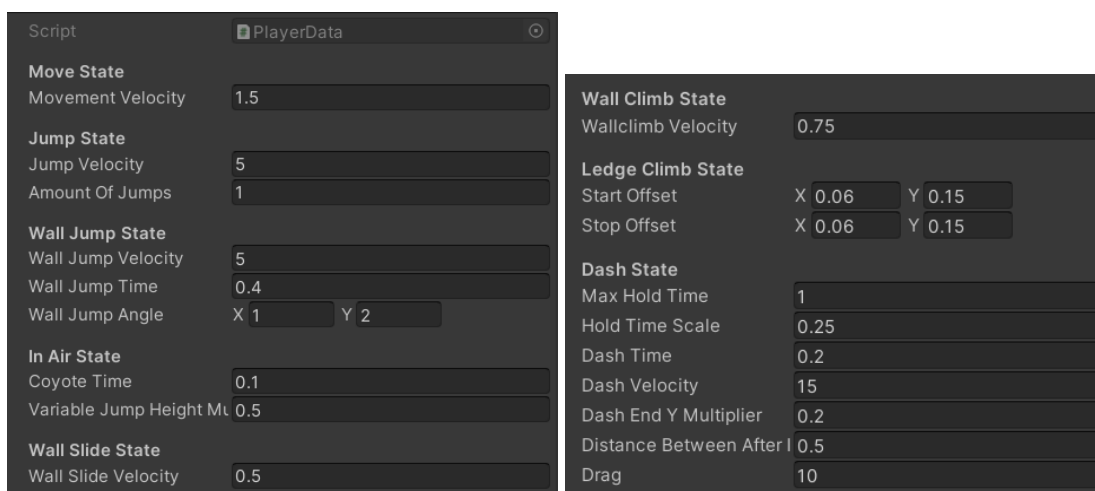 Script PlayerData
Move State
Movement Velocity 1.5
Jump State
Jump Velocity 5
Amount Of Jumps 1
Wall Jump State
Wall Jump Velocity 5
Wall Jump Time 0.4
Wall Jump Angle X 1 Y 2
In Air State
Coyote Time 0.1
Variable Jump Height Mu 0.5
Wall Slide State
Wall Slide Velocity 0.5
Wall Climb State
Wallclimb Velocity 0.75
Ledge Climb State
Start Offset X 0.06 Y 0.15
Stop Offset X 0.06 Y 0.15
Dash State
Max Hold Time 1
Hold Time Scale 0.25
Dash Time 0.2
Dash Velocity 15
Dash End Y Multiplier 0.2
Distance Between After I 0.5
Drag 10